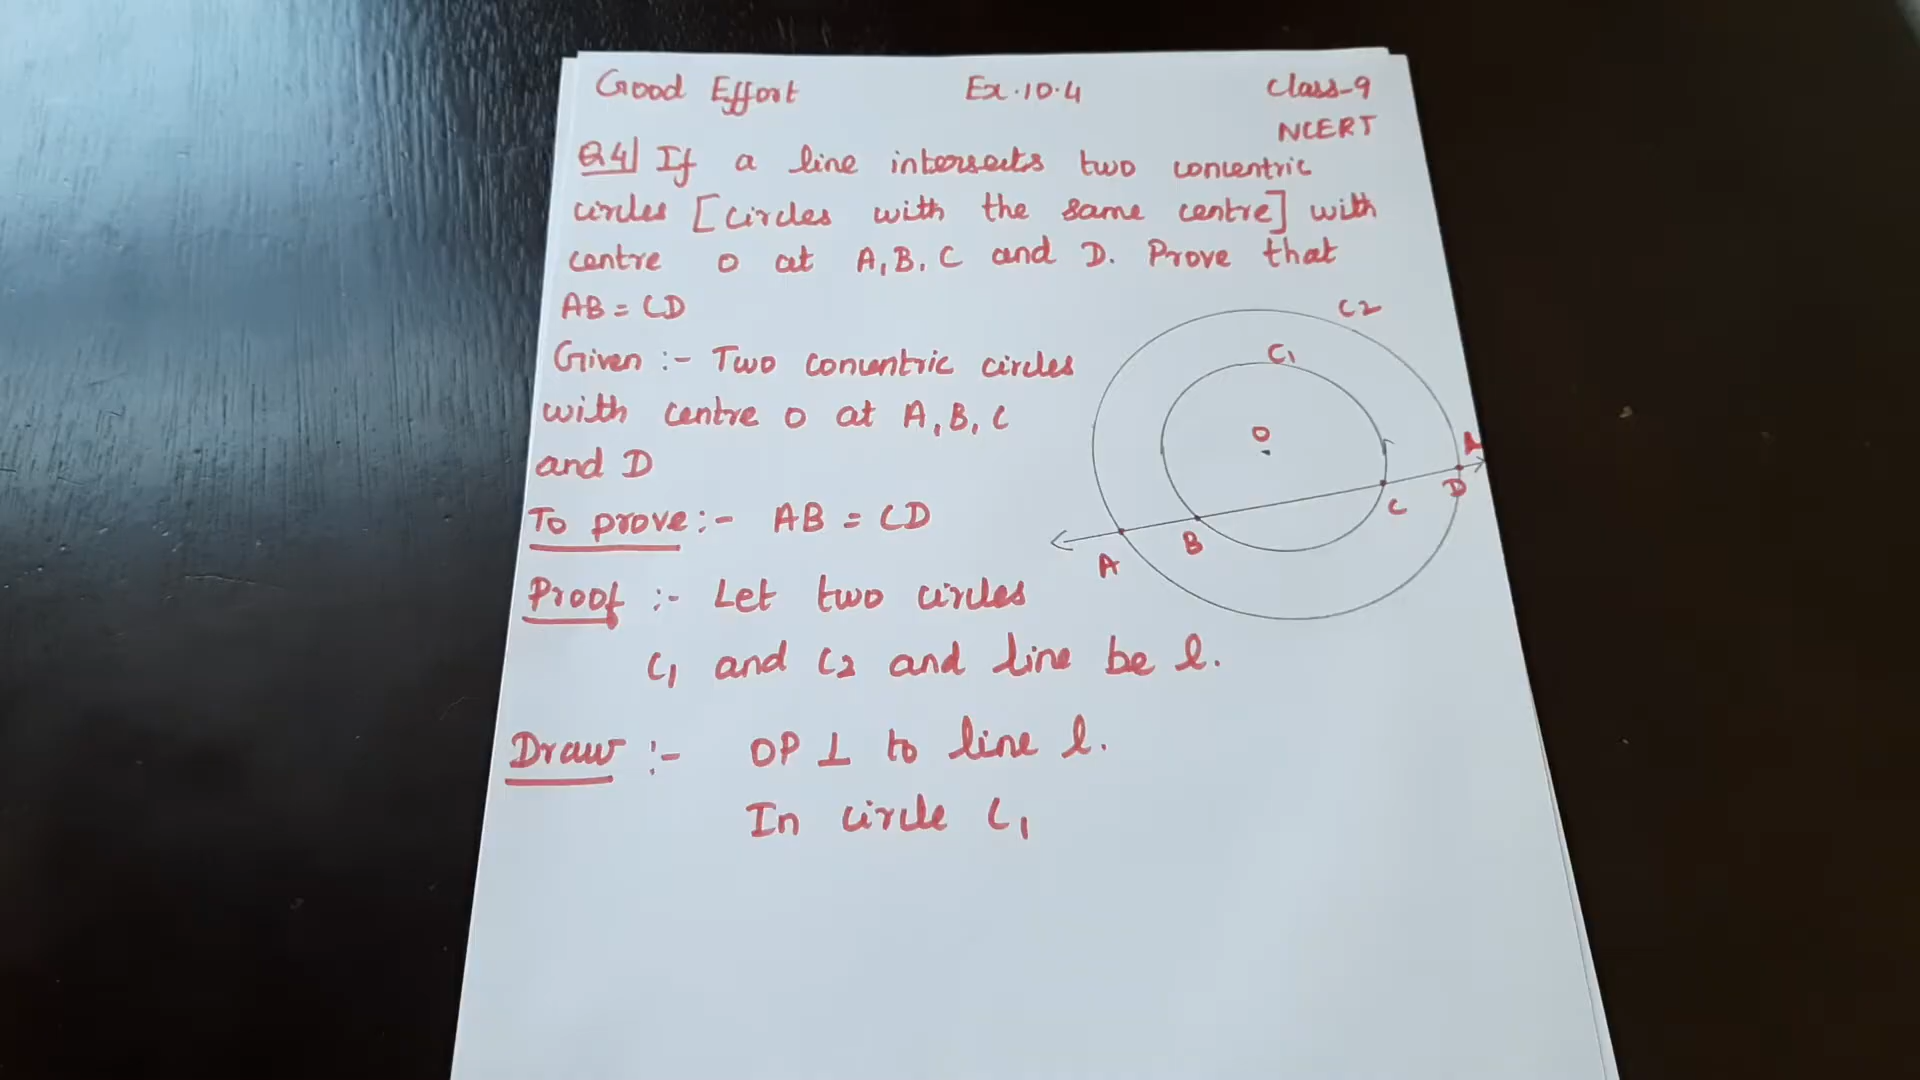 Good Effort Ex.10.4 Class-9
NCERT
Q4| If a line intersects two concentric
circles [circles with the same centre] with
centre O at A, B, C and D. Prove that
AB = CD
Given :- Two concentric circles
with centre O at A, B, C
and D
To prove :- AB = CD
Proof :- Let two circles
C1 and C2 and line be l.
Draw :- OP ⊥ to line l.
In circle C1
C2
C1
O
D
C
B
A